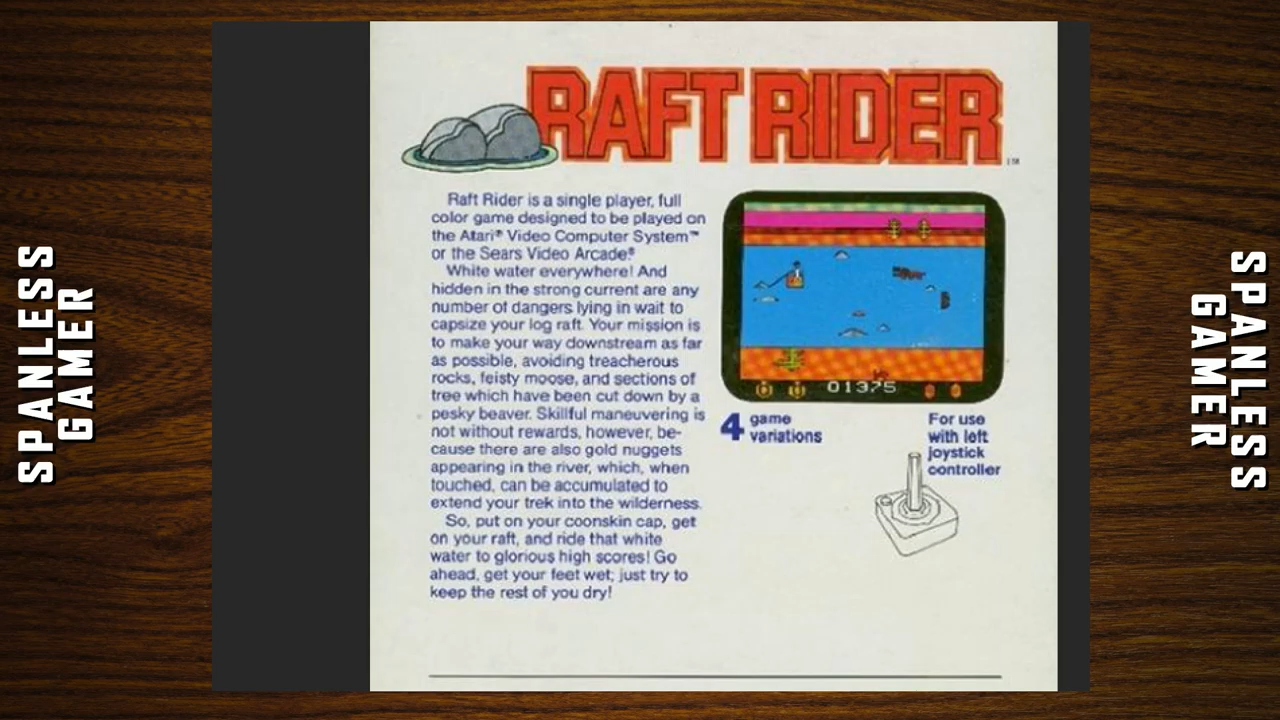 SPANLESS
GAMER
RAFT RIDER™
Raft Rider is a single player, full
color game designed to be played on
the Atari® Video Computer System™
or the Sears Video Arcade.®
White water everywhere! And
hidden in the strong current are any
number of dangers lying in wait to
capsize your log raft. Your mission is
to make your way downstream as far
as possible, avoiding treacherous
rocks, feisty moose, and sections of
tree which have been cut down by a
pesky beaver. Skillful maneuvering is
not without rewards, however, be-
cause there are also gold nuggets
appearing in the river, which, when
touched, can be accumulated to
extend your trek into the wilderness.
So, put on your coonskin cap, get
on your raft, and ride that white
water to glorious high scores! Go
ahead, get your feet wet; just try to
keep the rest of you dry!
01375
4 game
variations
For use
with left
joystick
controller
SPANLESS
GAMER